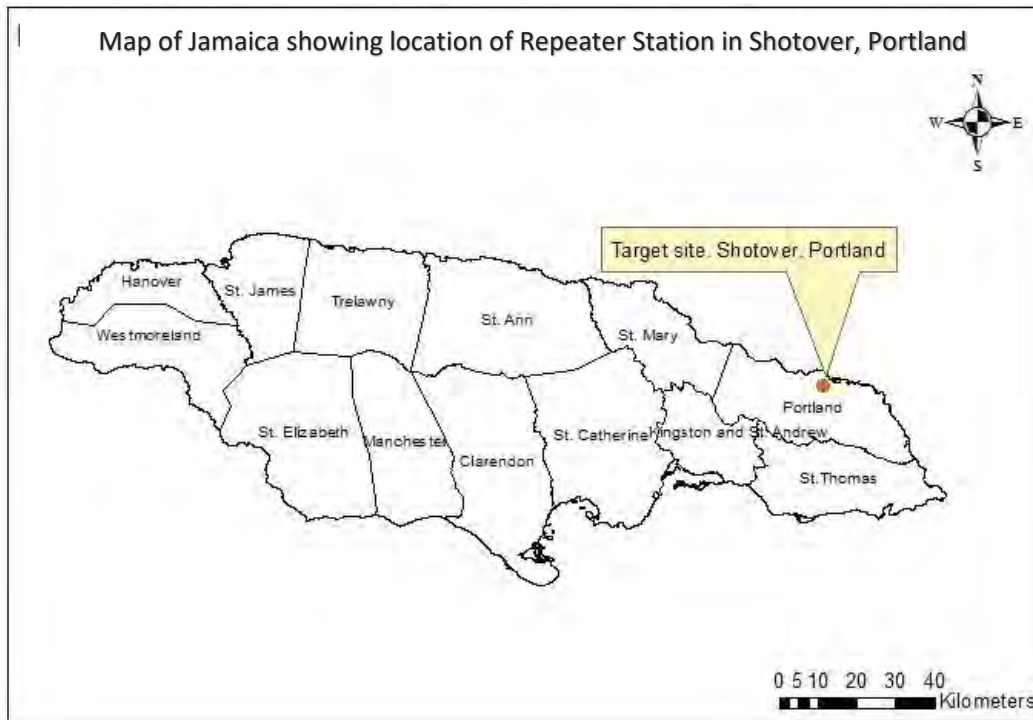 Map of Jamaica showing location of Repeater Station in Shotover, Portland
N
W E
S
Target site. Shotover. Portland
Hanover
St. James
Trelawny
St. Ann
St. Mary
Westmoreland
Portland
St. Elizabeth
Manchester
Clarendon
St. Catherine
Kingston and St. Andrew
St. Thomas
0 5 10 20 30 40
Kilometers